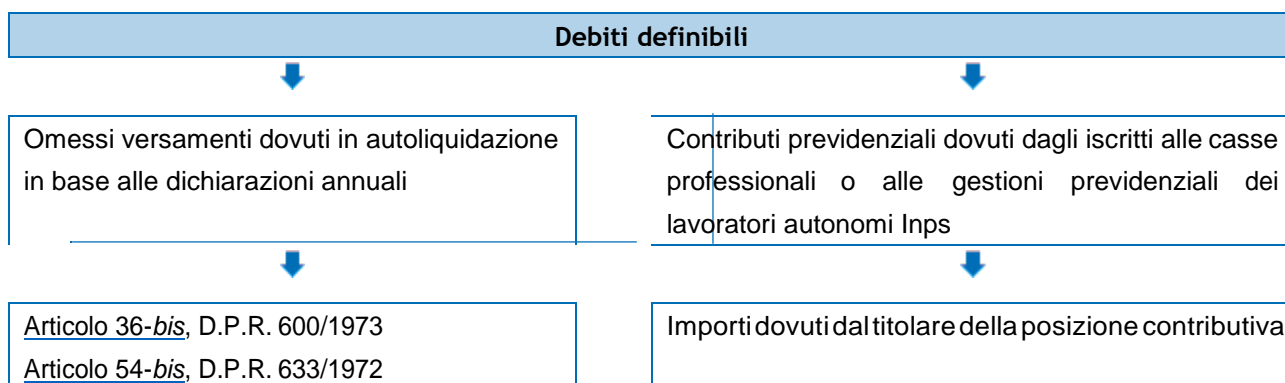 Debiti definibili
Omessi versamenti dovuti in autoliquidazione
in base alle dichiarazioni annuali
Contributi previdenziali dovuti dagli iscritti alle casse
professionali o alle gestioni previdenziali dei
lavoratori autonomi Inps
Articolo 36-bis, D.P.R. 600/1973
Articolo 54-bis, D.P.R. 633/1972
Importi dovuti dal titolare della posizione contributiva